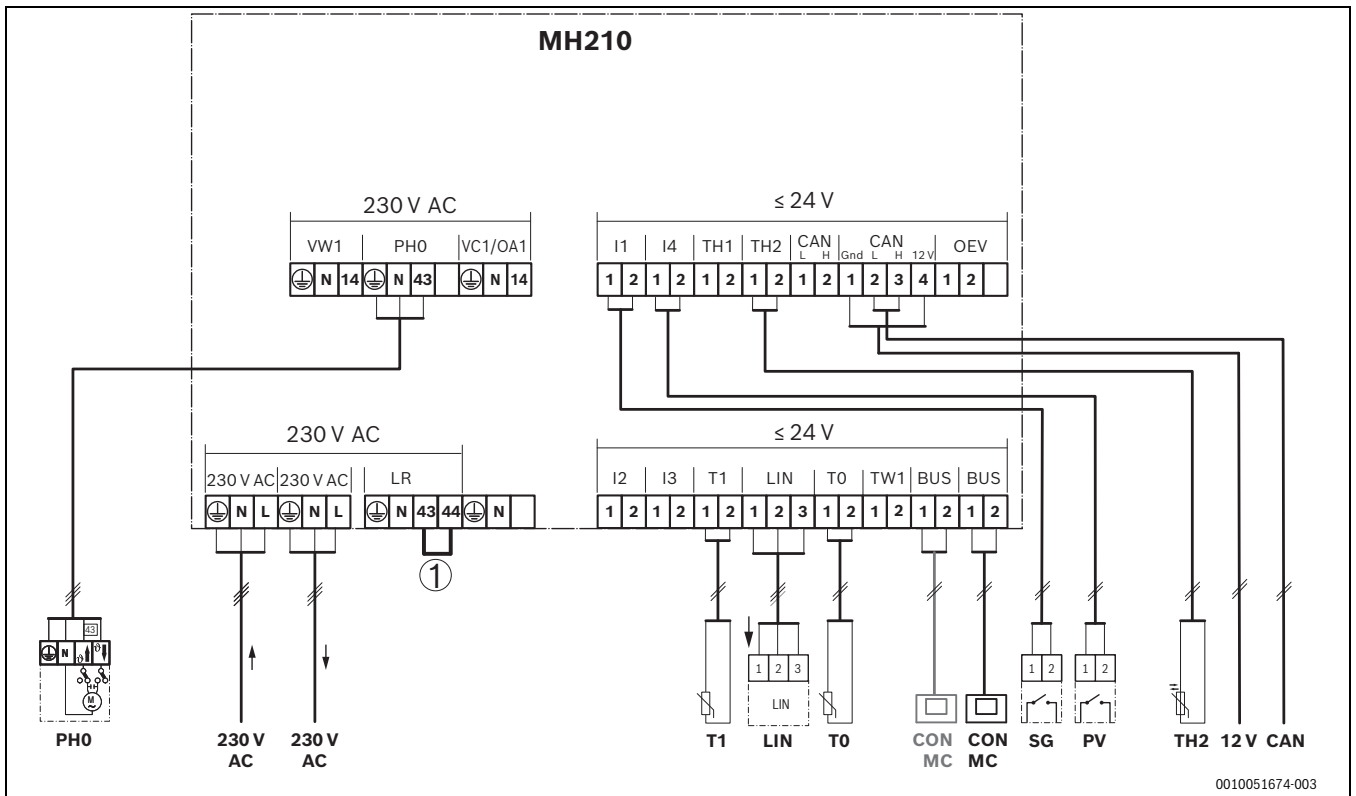 MH210
230 V AC
≤ 24 V
VW1 PH0 VC1/OA1
I1 I4 TH1 TH2 CAN CAN OEV
L H Gnd L H 12 V
N 14 N 43 N 14
1 2 1 2 1 2 1 2 1 2 1 2 3 4 1 2
230 V AC
≤ 24 V
230 V AC 230 V AC LR
I2 I3 T1 LIN T0 TW1 BUS BUS
N L N L N 43 44 N
1 2 1 2 1 2 1 2 3 1 2 1 2 1 2 1 2
①
43
N ϑ ϑ
M
~
1 2 3
LIN
1 2
1 2
PH0
230 V
AC
230 V
AC
T1
LIN
T0
CON
MC
CON
MC
SG
PV
TH2
12 V
CAN
0010051674-003